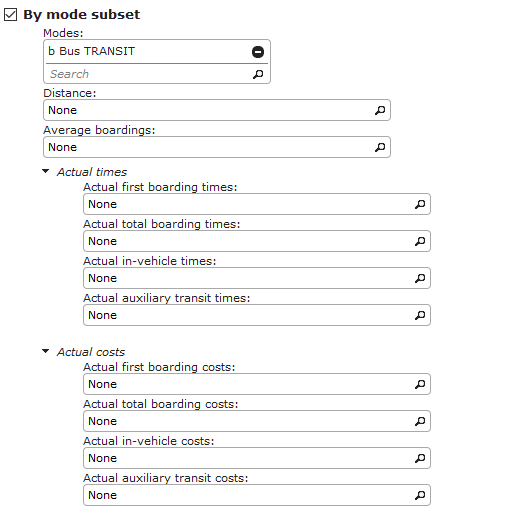 By mode subset
Modes:
b Bus TRANSIT
Search
Distance:
None
Average boardings:
None
Actual times
Actual first boarding times:
None
Actual total boarding times:
None
Actual in-vehicle times:
None
Actual auxiliary transit times:
None
Actual costs
Actual first boarding costs:
None
Actual total boarding costs:
None
Actual in-vehicle costs:
None
Actual auxiliary transit costs:
None